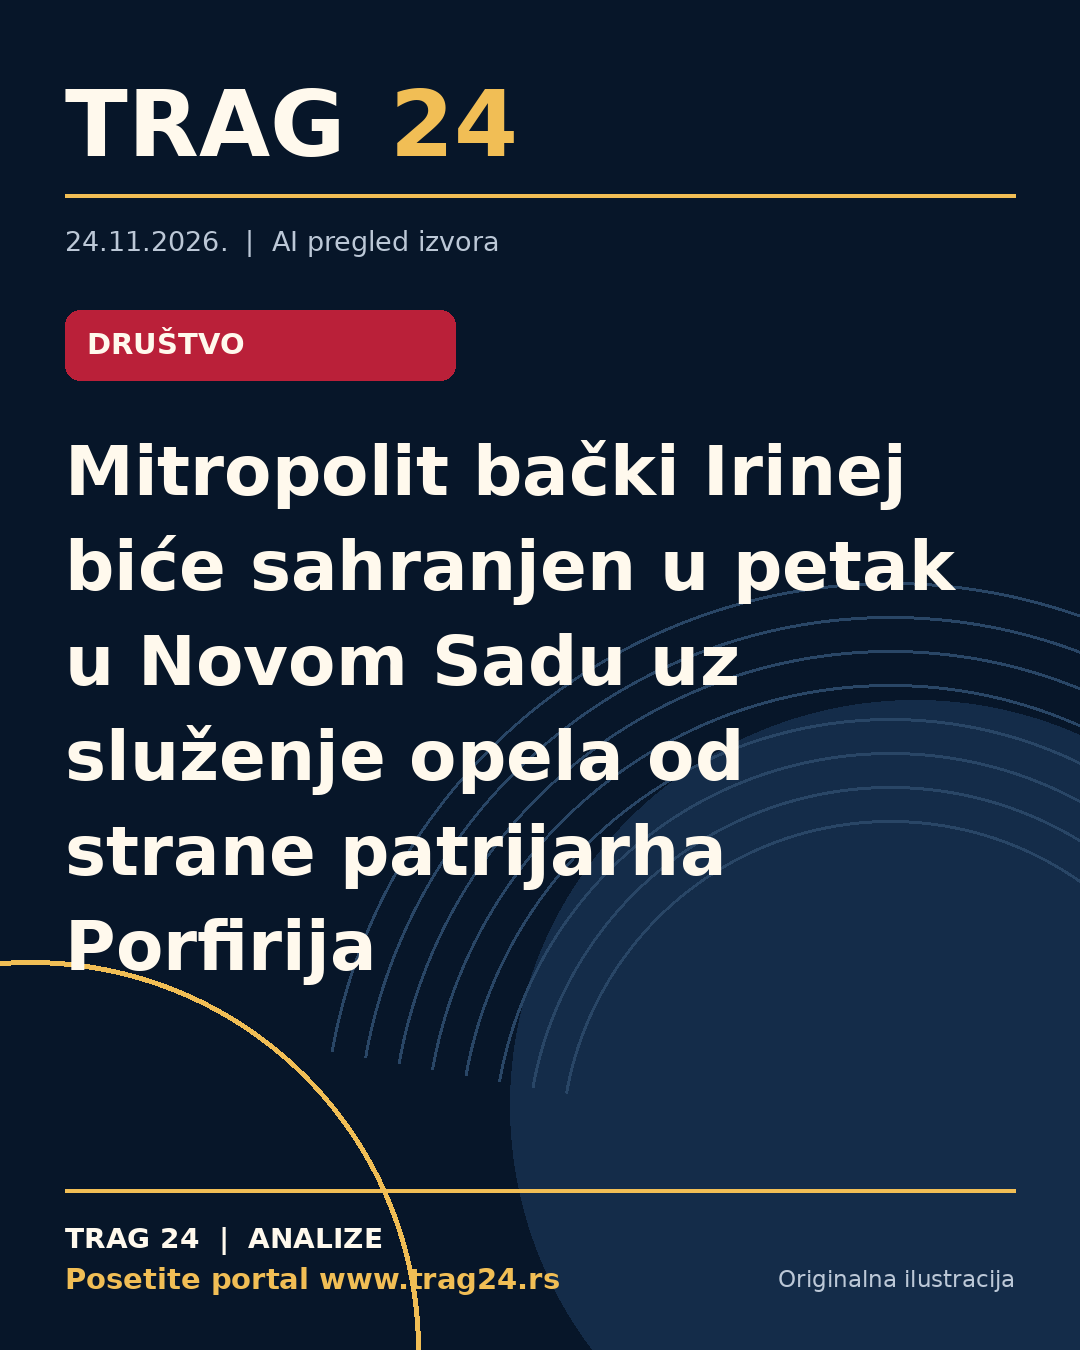 TRAG 24
24.11.2026. | AI pregled izvora
DRUŠTVO
Mitropolit bački Irinej
biće sahranjen u petak
u Novom Sadu uz
služenje opela od
strane patrijarha
Porfirija
TRAG 24 | ANALIZE
Posetite portal www.trag24.rs
Originalna ilustracija